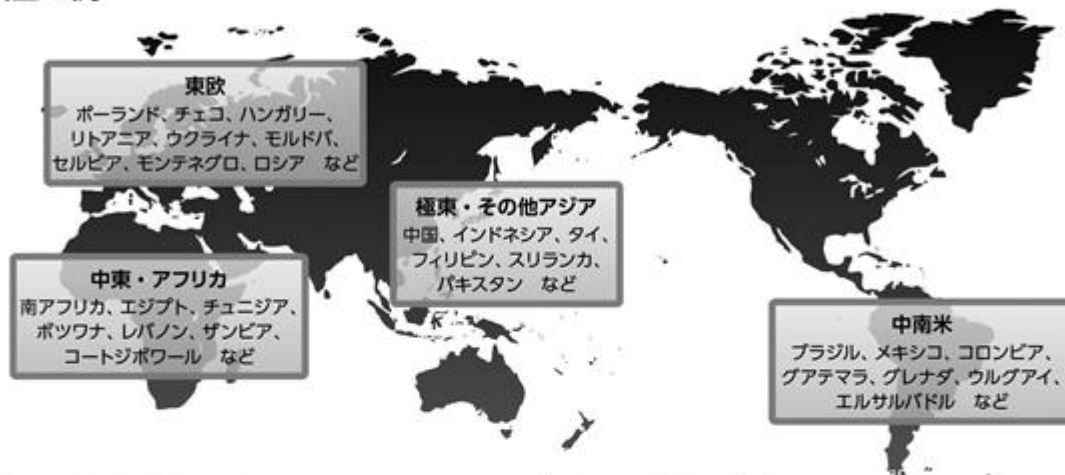 東欧
ポーランド、チェコ、ハンガリー、
リトアニア、ウクライナ、モルドバ、
セルビア、モンテネグロ、ロシア　など
極東・その他アジア
中国、インドネシア、タイ、
フィリピン、スリランカ、
パキスタン　など
中東・アフリカ
南アフリカ、エジプト、チュニジア、
ボツワナ、レバノン、ザンビア、
コートジボワール　など
中南米
ブラジル、メキシコ、コロンビア、
グアテマラ、グレナダ、ウルグアイ、
エルサルバドル　など